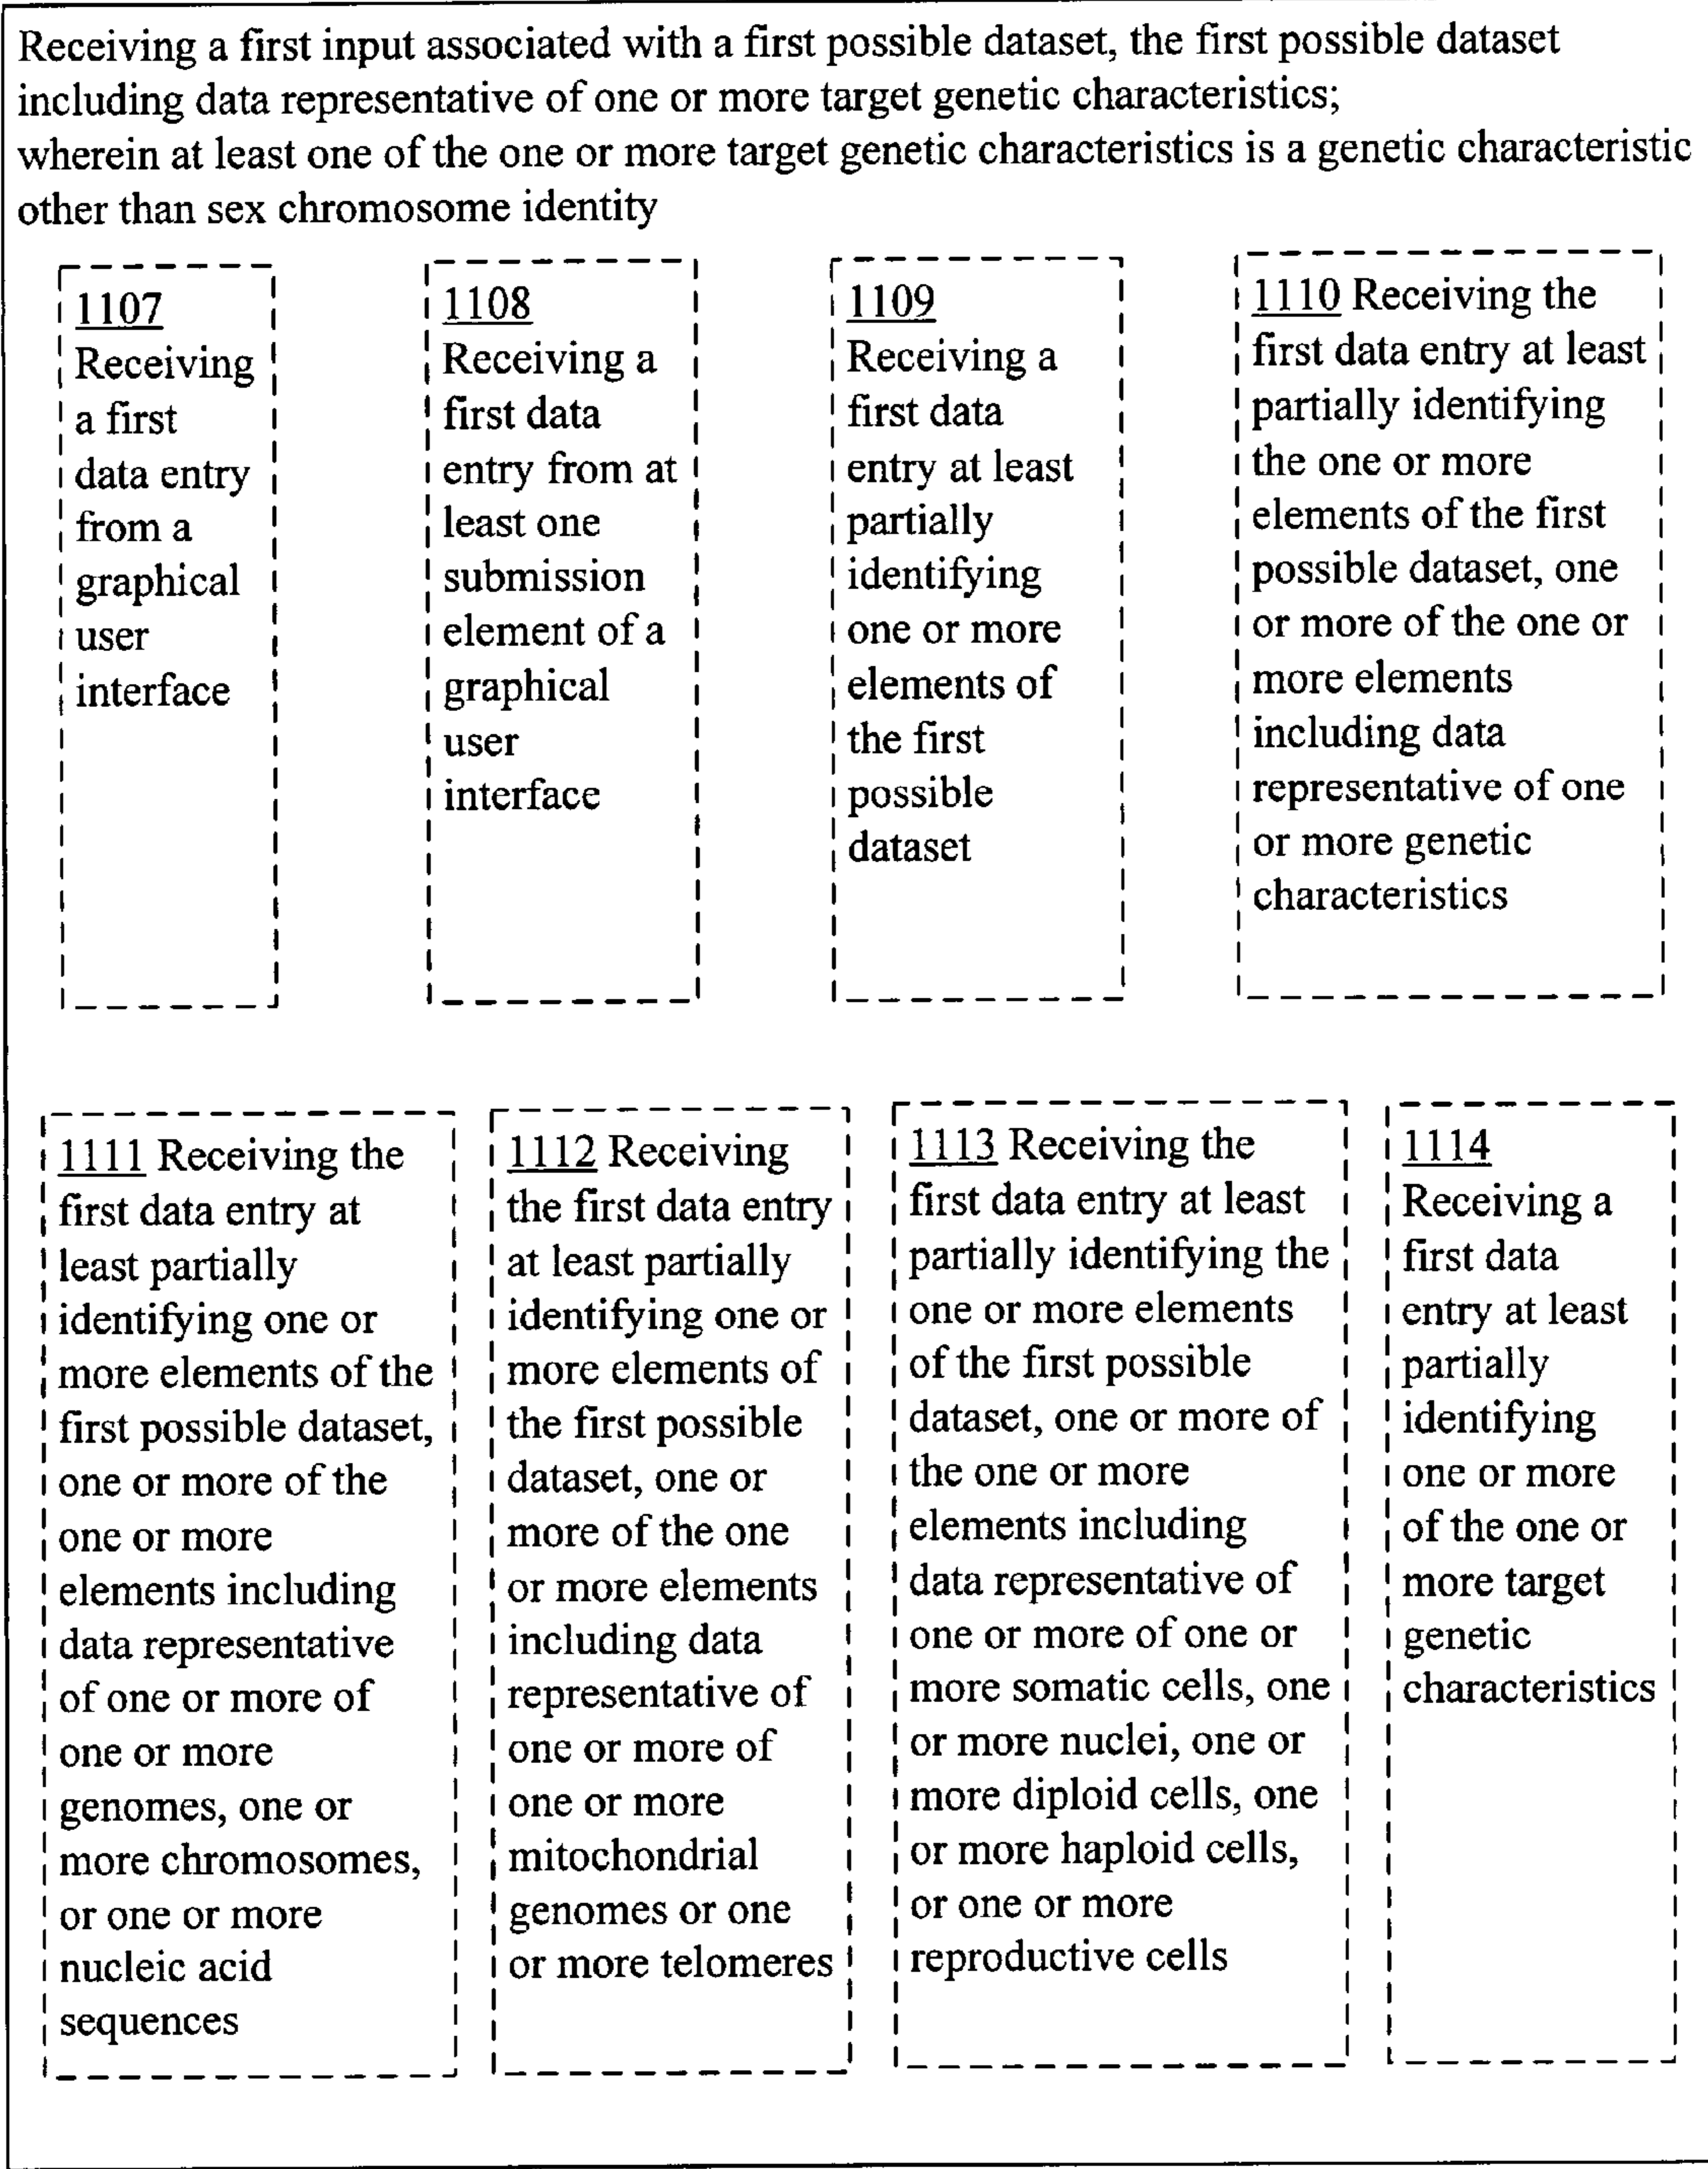 Receiving a first input associated with a first possible dataset, the first possible dataset
including data representative of one or more target genetic characteristics;
wherein at least one of the one or more target genetic characteristics is a genetic characteristic
other than sex chromosome identity
1107
Receiving
a first
data entry
from a
graphical
user
interface
1108
Receiving a
first data
entry from at
least one
submission
element of a
graphical
user
interface
1109
Receiving a
first data
entry at least
partially
identifying
one or more
elements of
the first
possible
dataset
1110 Receiving the
first data entry at least
partially identifying
the one or more
elements of the first
possible dataset, one
or more of the one or
more elements
including data
representative of one
or more genetic
characteristics
1111 Receiving the
first data entry at
least partially
identifying one or
more elements of the
first possible dataset,
one or more of the
one or more
elements including
data representative
of one or more of
one or more
genomes, one or
more chromosomes,
or one or more
nucleic acid
sequences
1112 Receiving
the first data entry
at least partially
identifying one or
more elements of
the first possible
dataset, one or
more of the one
or more elements
including data
representative of
one or more of
one or more
mitochondrial
genomes or one
or more telomeres
1113 Receiving the
first data entry at least
partially identifying the
one or more elements
of the first possible
dataset, one or more of
the one or more
elements including
data representative of
one or more of one or
more somatic cells, one
or more nuclei, one or
more diploid cells, one
or more haploid cells,
or one or more
reproductive cells
1114
Receiving a
first data
entry at least
partially
identifying
one or more
of the one or
more target
genetic
characteristics